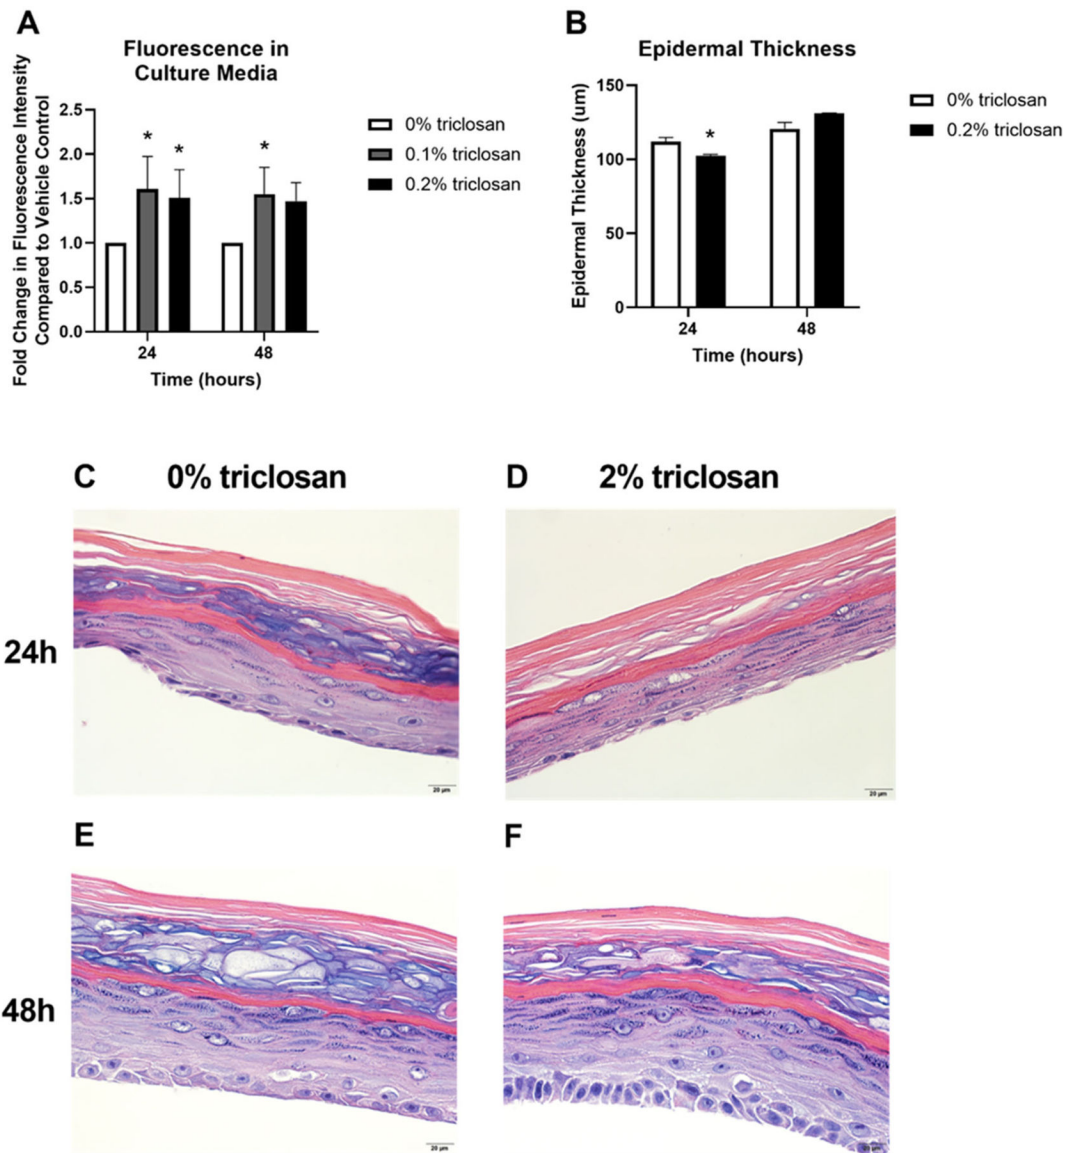 A
Fluorescence in
Culture Media
Fold Change in Fluorescence Intensity
Compared to Vehicle Control
2.5
2.0
1.5
1.0
0.5
0.0
* * *
24 48
Time (hours)
0% triclosan
0.1% triclosan
0.2% triclosan
B
Epidermal Thickness
Epidermal Thickness (um)
150
100
50
0
*
24 48
Time (hours)
0% triclosan
0.2% triclosan
C 0% triclosan
D 2% triclosan
24h
20 µm
20 µm
E
F
48h
20 µm